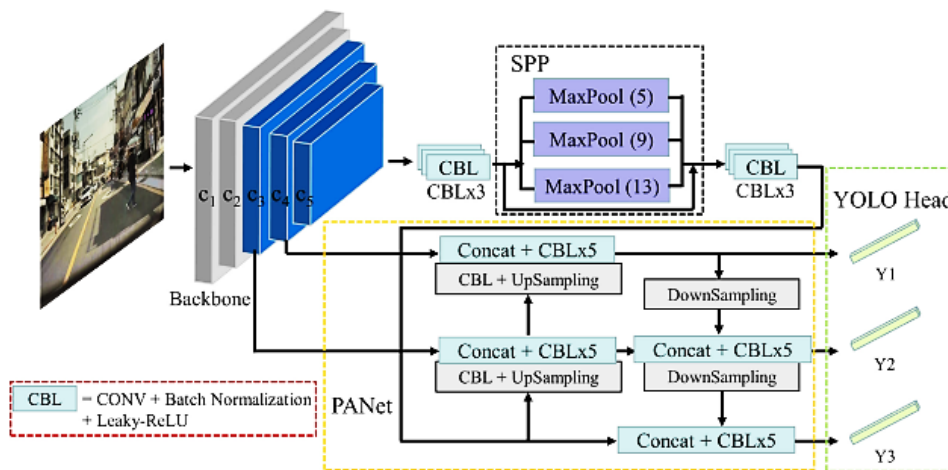 SPP
MaxPool (5)
MaxPool (9)
MaxPool (13)
CBL
CBLx3
CBL
CBLx3
c1
c2
c3
c4
c5
Backbone
YOLO Head
Concat + CBLx5
CBL + UpSampling
DownSampling
Y1
Concat + CBLx5
CBL + UpSampling
Concat + CBLx5
DownSampling
Y2
PANet
Concat + CBLx5
Y3
CBL
= CONV + Batch Normalization
+ Leaky-ReLU